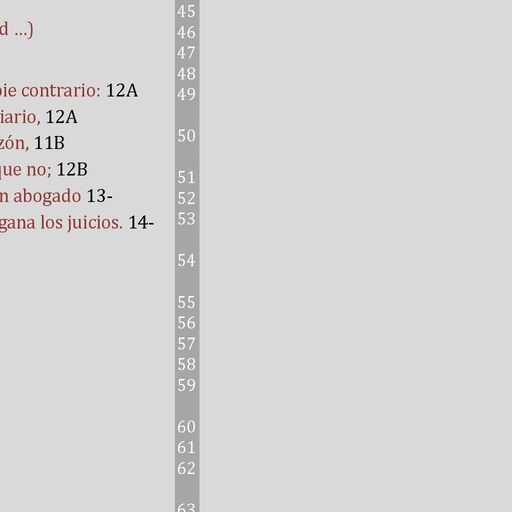 d ...)
pie contrario: 12A
iario, 12A
zón, 11B
que no; 12B
n abogado 13-
gana los juicios. 14-
45
46
47
48
49
50
51
52
53
54
55
56
57
58
59
60
61
62
63